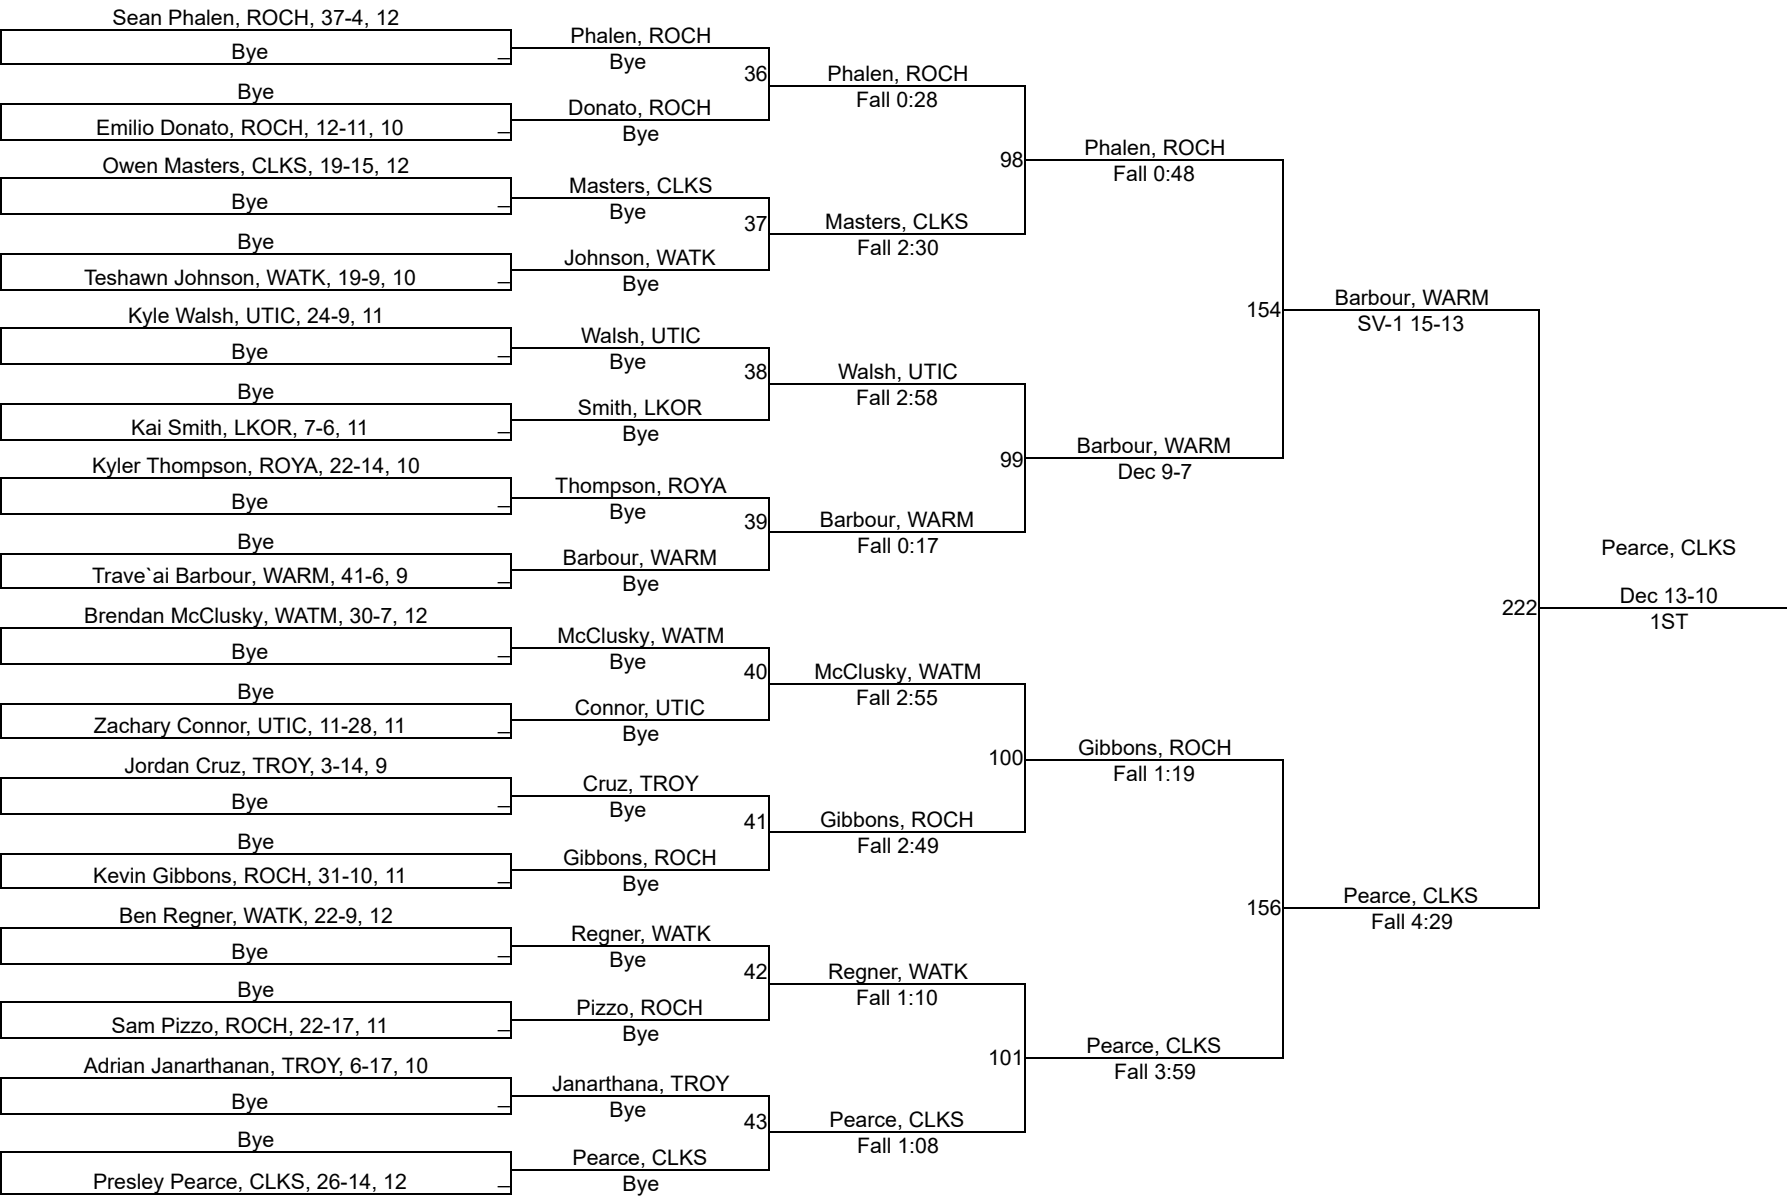 Sean Phalen, ROCH, 37-4, 12
Bye
Bye
Emilio Donato, ROCH, 12-11, 10
Owen Masters, CLKS, 19-15, 12
Bye
Bye
Teshawn Johnson, WATK, 19-9, 10
Kyle Walsh, UTIC, 24-9, 11
Bye
Bye
Kai Smith, LKOR, 7-6, 11
Kyler Thompson, ROYA, 22-14, 10
Bye
Bye
Trave`ai Barbour, WARM, 41-6, 9
Brendan McClusky, WATM, 30-7, 12
Bye
Bye
Zachary Connor, UTIC, 11-28, 11
Jordan Cruz, TROY, 3-14, 9
Bye
Bye
Kevin Gibbons, ROCH, 31-10, 11
Ben Regner, WATK, 22-9, 12
Bye
Bye
Sam Pizzo, ROCH, 22-17, 11
Adrian Janarthanan, TROY, 6-17, 10
Bye
Bye
Presley Pearce, CLKS, 26-14, 12
Phalen, ROCH
Bye
36
Donato, ROCH
Bye
Masters, CLKS
Bye
37
Johnson, WATK
Bye
Walsh, UTIC
Bye
38
Smith, LKOR
Bye
Thompson, ROYA
Bye
39
Barbour, WARM
Bye
McClusky, WATM
Bye
40
Connor, UTIC
Bye
Cruz, TROY
Bye
41
Gibbons, ROCH
Bye
Regner, WATK
Bye
42
Pizzo, ROCH
Bye
Janarthana, TROY
Bye
43
Pearce, CLKS
Bye
Phalen, ROCH
Fall 0:28
98
Masters, CLKS
Fall 2:30
Walsh, UTIC
Fall 2:58
99
Barbour, WARM
Fall 0:17
McClusky, WATM
Fall 2:55
100
Gibbons, ROCH
Fall 2:49
Regner, WATK
Fall 1:10
101
Pearce, CLKS
Fall 1:08
Phalen, ROCH
Fall 0:48
154
Barbour, WARM
Dec 9-7
Gibbons, ROCH
Fall 1:19
156
Pearce, CLKS
Fall 3:59
Barbour, WARM
SV-1 15-13
222
Pearce, CLKS
Fall 4:29
Pearce, CLKS
Dec 13-10
1ST